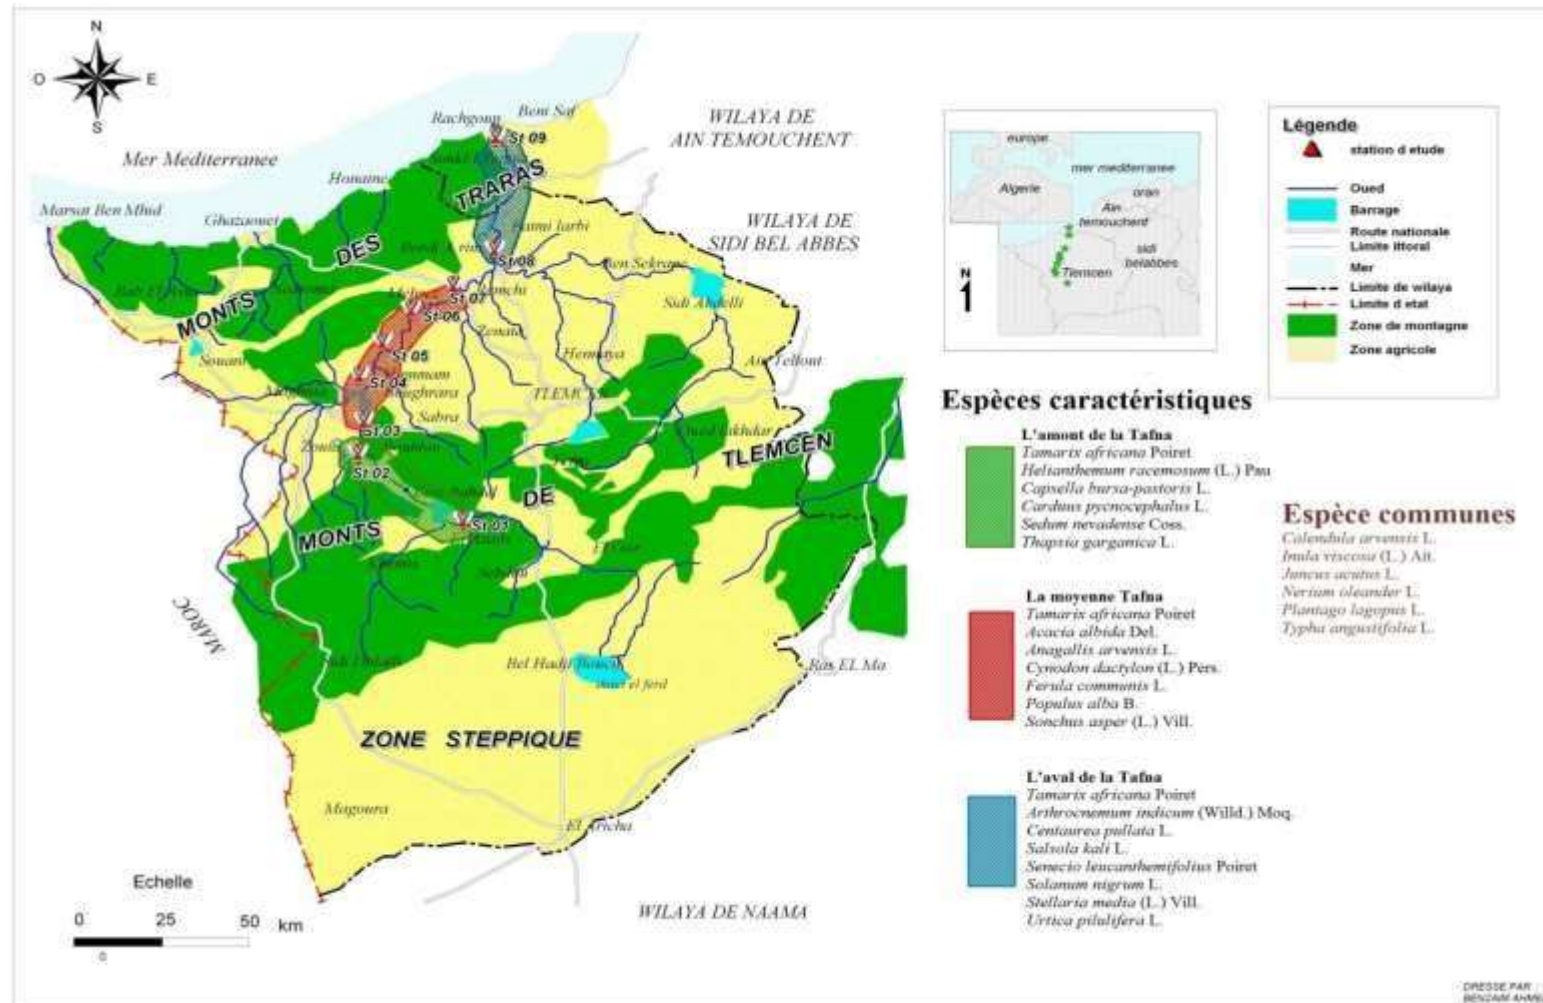 N
O
E
S
Mer Mediterranee
Rachgoun
Beni Saf
St 09
WILAYA DE
AIN TEMOUCHENT
Honaine
TRARAS
Marsat Ben Mhid
Ghazaouet
DES
WILAYA DE
SIDI BEL ABBES
St 08
Ben Sekrane
MONTS
St 07
St 06
Zenata
Sidi Abdelli
Souani
St 05
Hennaya
Ain Tellout
St 04
Sabra
St 03
St 02
TLEMCEN
DE
MONTS
Sebdou
MAROC
Bel Hadji Boucif
Ras EL Ma
ZONE STEPPIQUE
Magoura
El Aricha
WILAYA DE NAAMA
Echelle
0 25 50 km
0
europe
mer mediterranee
Algerie
oran
Ain
temouchent
sidi
belabbes
Tlemcen
N
Légende
station d etude
Oued
Barrage
Route nationale
Limite littoral
Mer
Limite de wilaya
Limite d etat
Zone de montagne
Zone agricole
Espèces caractéristiques
L'amont de la Tafna
Tamarix africana Poiret
Helianthemum racemosum (L.) Pau
Capsella bursa-pastoris L.
Carduus pycnocephalus L.
Sedum nevadense Coss.
Thapsia garganica L.
La moyenne Tafna
Tamarix africana Poiret
Acacia albida Del.
Anagallis arvensis L.
Cynodon dactylon (L.) Pers.
Ferula communis L.
Populus alba B.
Sonchus asper (L.) Vill.
L'aval de la Tafna
Tamarix africana Poiret
Arthrocnemum indicum (Willd.) Moq.
Centaurea pullata L.
Salsola kali L.
Senecio leucanthemifolius Poiret
Solanum nigrum L.
Stellaria media (L.) Vill.
Urtica pilulifera L.
Espèce communes
Calendula arvensis L.
Inula viscosa (L.) Ait.
Juncus acutus L.
Nerium oleander L.
Plantago lagopus L.
Typha angustifolia L.
DRESSE PAR